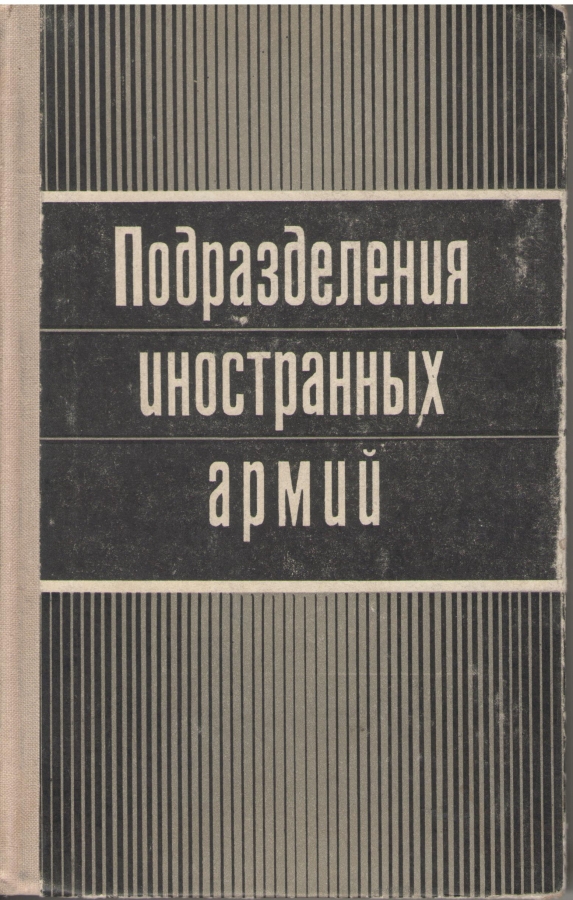 Подразделения
иностранных
армий